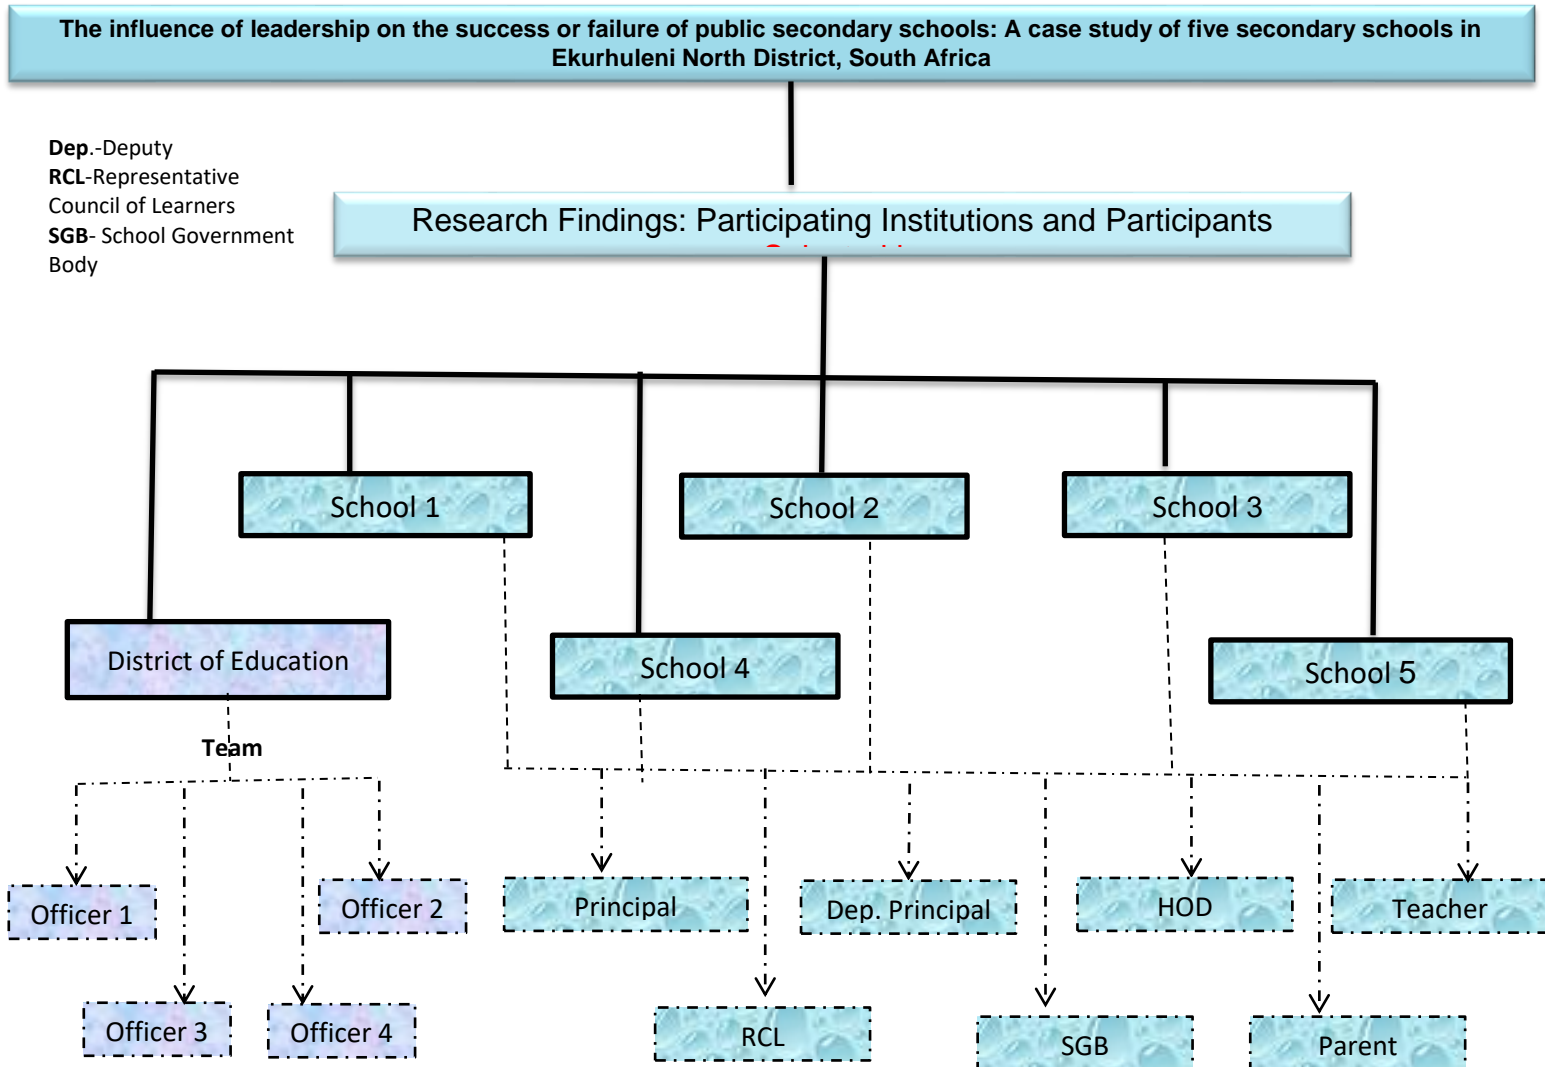 The influence of leadership on the success or failure of public secondary schools: A case study of five secondary schools in
Ekurhuleni North District, South Africa
Dep.-Deputy
RCL-Representative
Council of Learners
SGB- School Government
Body
Research Findings: Participating Institutions and Participants
School 1
School 2
School 3
District of Education
School 4
School 5
Team
Officer 1
Officer 2
Principal
Dep. Principal
HOD
Teacher
Officer 3
Officer 4
RCL
SGB
Parent